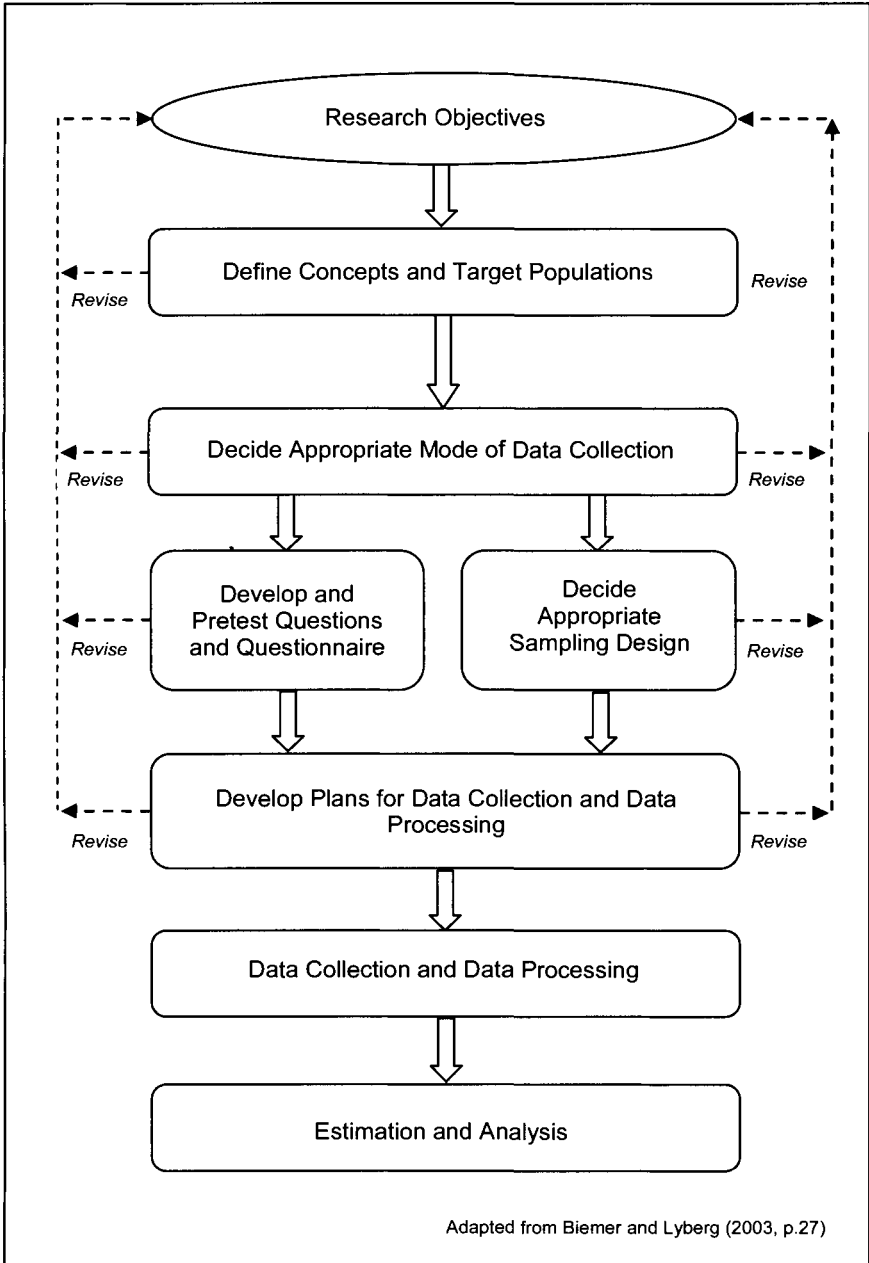 Research Objectives
Define Concepts and Target Populations
Revise
Revise
Decide Appropriate Mode of Data Collection
Revise
Revise
Develop and
Pretest Questions
and Questionnaire
Decide
Appropriate
Sampling Design
Revise
Revise
Develop Plans for Data Collection and Data
Processing
Revise
Revise
Data Collection and Data Processing
Estimation and Analysis
Adapted from Biemer and Lyberg (2003, p.27)